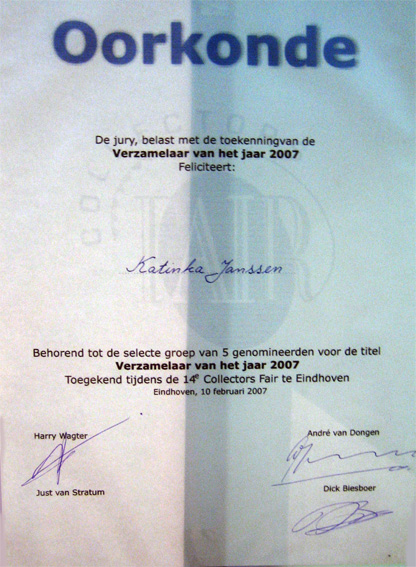 Oorkonde
De jury, belast met de toekenningvan de
Verzamelaar van het jaar 2007
Feliciteert:
FAIR
Katinka Janssen
Behorend tot de selecte groep van 5 genomineerden voor de titel
Verzamelaar van het jaar 2007
Toegekend tijdens de 14e Collectors Fair te Eindhoven
Eindhoven, 10 februari 2007
Harry Wagter
André van Dongen
Just van Stratum
Dick Biesboer